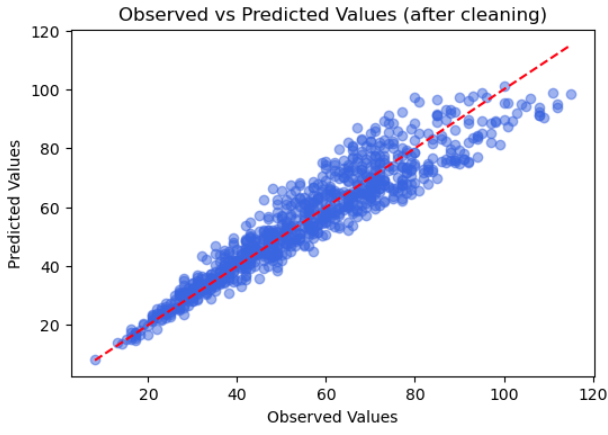 Observed vs Predicted Values (after cleaning)
120
100
80
60
40
20
Predicted Values
20 40 60 80 100 120
Observed Values